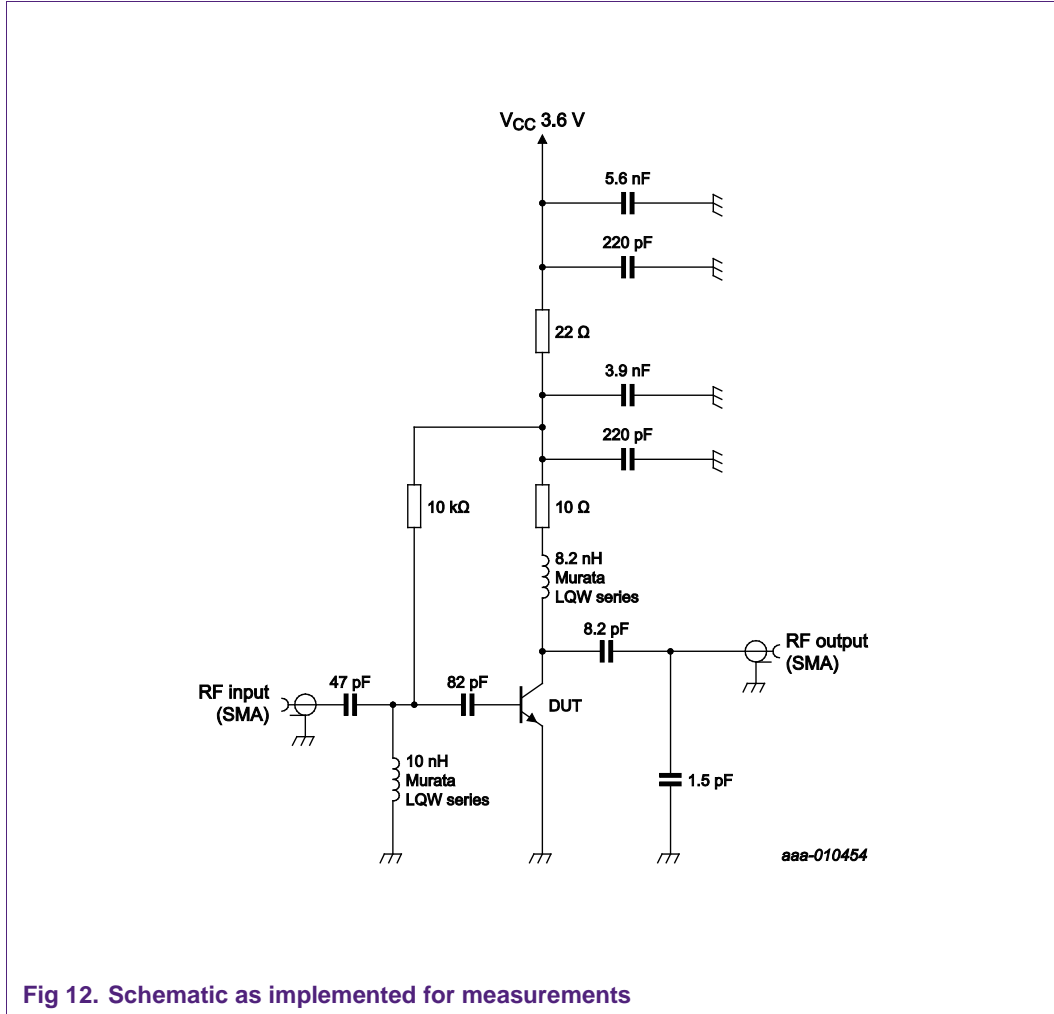 VCC 3.6 V
5.6 nF
220 pF
22 Ω
3.9 nF
220 pF
10 kΩ
10 Ω
8.2 nH
Murata
LQW series
8.2 pF
RF output
(SMA)
47 pF
82 pF
RF input
(SMA)
DUT
10 nH
Murata
LQW series
1.5 pF
aaa-010454
Fig 12. Schematic as implemented for measurements